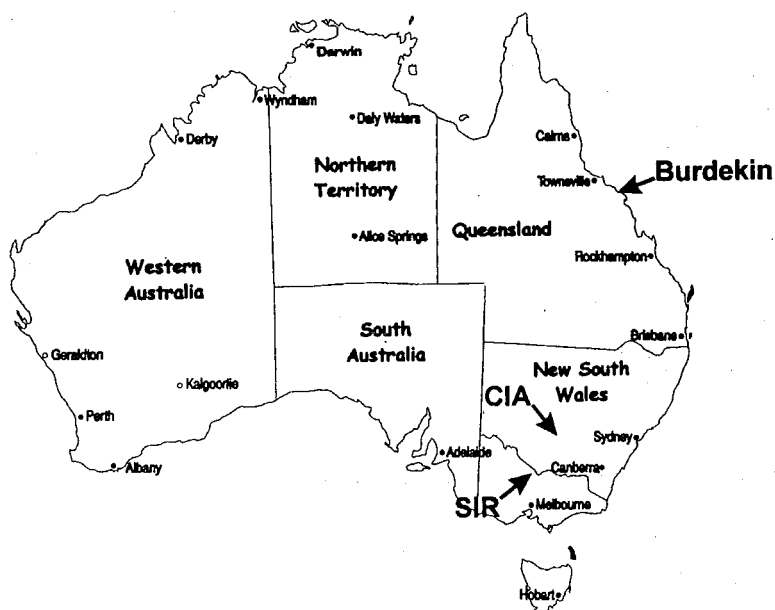 Darwin
Wyndham
Daly Waters
Derby
Cairns
Northern
Territory
Townsville
Burdekin
Alice Springs
Queensland
Rockhampton
Western
Australia
South
Australia
Brisbane
Geraldton
New South
Wales
Kalgoorlie
CIA
Perth
Sydney
Adelaide
Albany
Canberra
SIR
Melbourne
Hobart